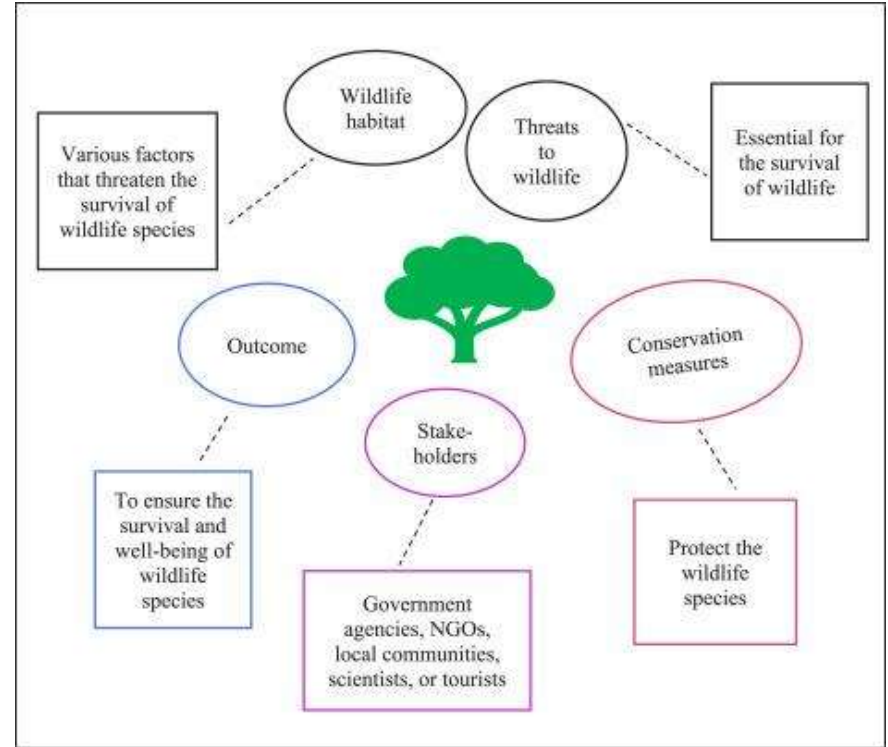 Wildlife
habitat
Threats
to
wildlife
Various factors
that threaten the
survival of
wildlife species
Essential for
the survival
of wildlife
Outcome
Conservation
measures
Stake-
holders
To ensure the
survival and
well-being of
wildlife
species
Protect the
wildlife
species
Government
agencies, NGOs,
local communities,
scientists, or tourists